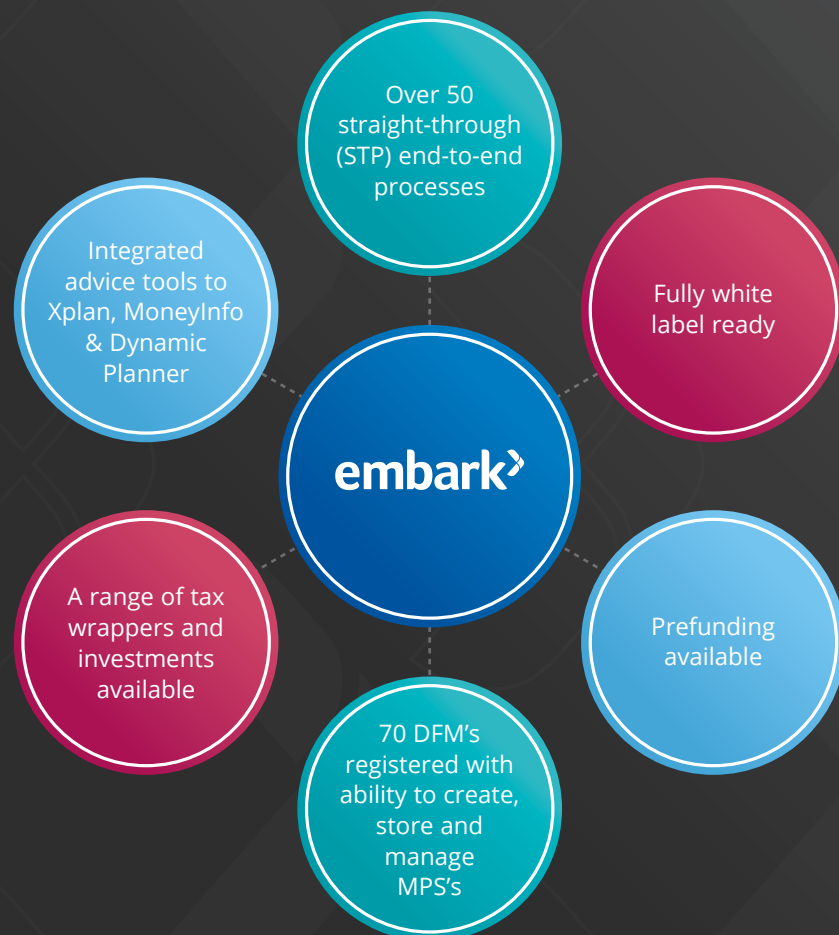 Over 50
straight-through
(STP) end-to-end
processes
Integrated
advice tools to
Xplan, MoneyInfo
& Dynamic
Planner
Fully white
label ready
embark
A range of tax
wrappers and
investments
available
Prefunding
available
70 DFM’s
registered with
ability to create,
store and
manage
MPS’s